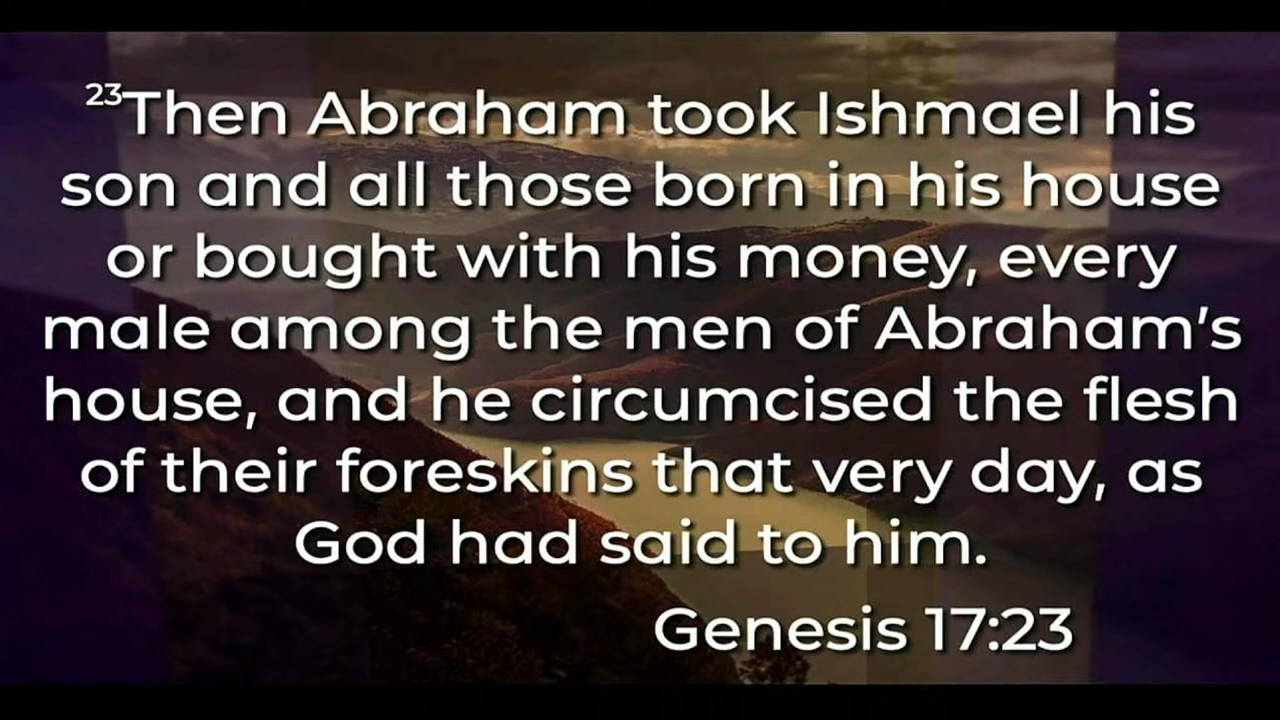 23Then Abraham took Ishmael his
son and all those born in his house
or bought with his money, every
male among the men of Abraham’s
house, and he circumcised the flesh
of their foreskins that very day, as
God had said to him.
Genesis 17:23